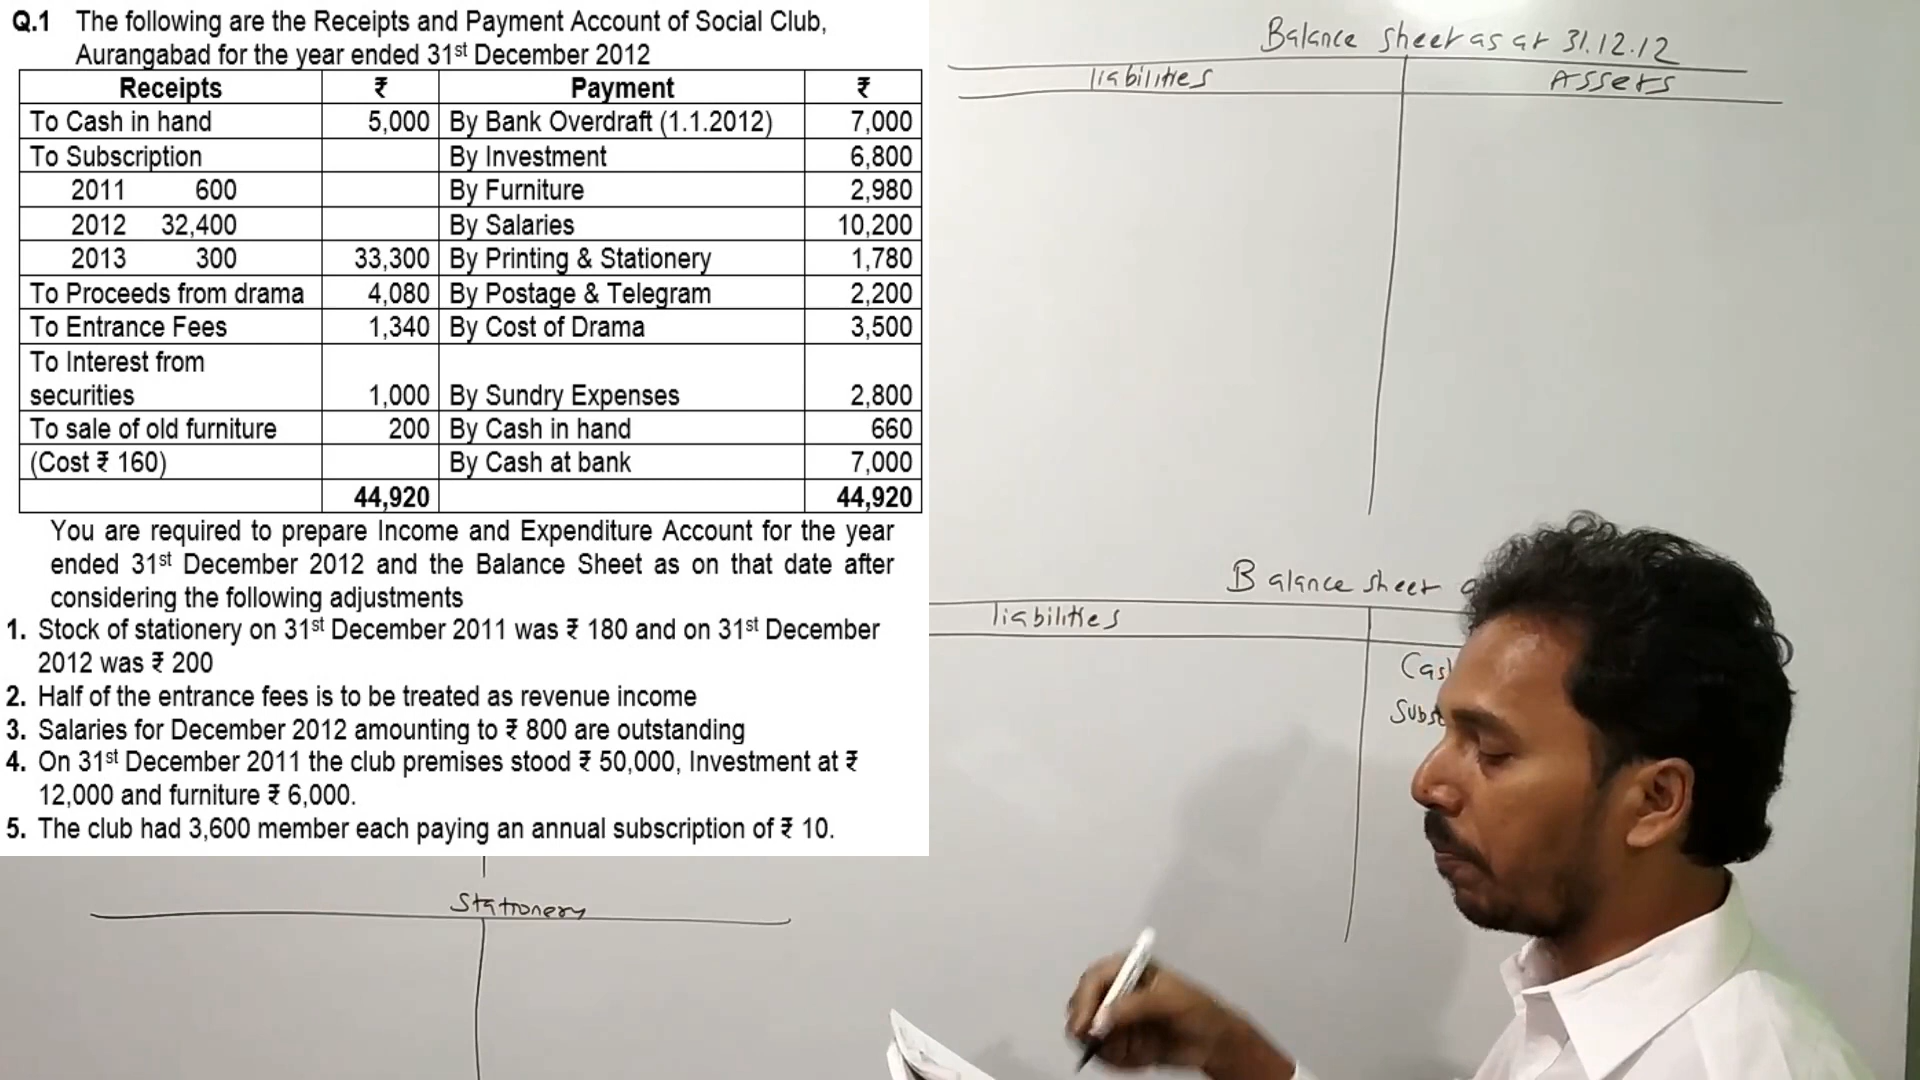 Q.1 The following are the Receipts and Payment Account of Social Club,
Aurangabad for the year ended 31st December 2012
Receipts ₹ Payment ₹
To Cash in hand 5,000 By Bank Overdraft (1.1.2012) 7,000
To Subscription By Investment 6,800
2011 600 By Furniture 2,980
2012 32,400 By Salaries 10,200
2013 300 33,300 By Printing & Stationery 1,780
To Proceeds from drama 4,080 By Postage & Telegram 2,200
To Entrance Fees 1,340 By Cost of Drama 3,500
To Interest from
securities 1,000 By Sundry Expenses 2,800
To sale of old furniture 200 By Cash in hand 660
(Cost ₹ 160) By Cash at bank 7,000
44,920 44,920
You are required to prepare Income and Expenditure Account for the year
ended 31st December 2012 and the Balance Sheet as on that date after
considering the following adjustments
1. Stock of stationery on 31st December 2011 was ₹ 180 and on 31st December
2012 was ₹ 200
2. Half of the entrance fees is to be treated as revenue income
3. Salaries for December 2012 amounting to ₹ 800 are outstanding
4. On 31st December 2011 the club premises stood ₹ 50,000, Investment at ₹
12,000 and furniture ₹ 6,000.
5. The club had 3,600 member each paying an annual subscription of ₹ 10.
Stationery
Balance sheet as at 31.12.12
liabilities Assets
Balance sheet
liabilities
Cash
Subs